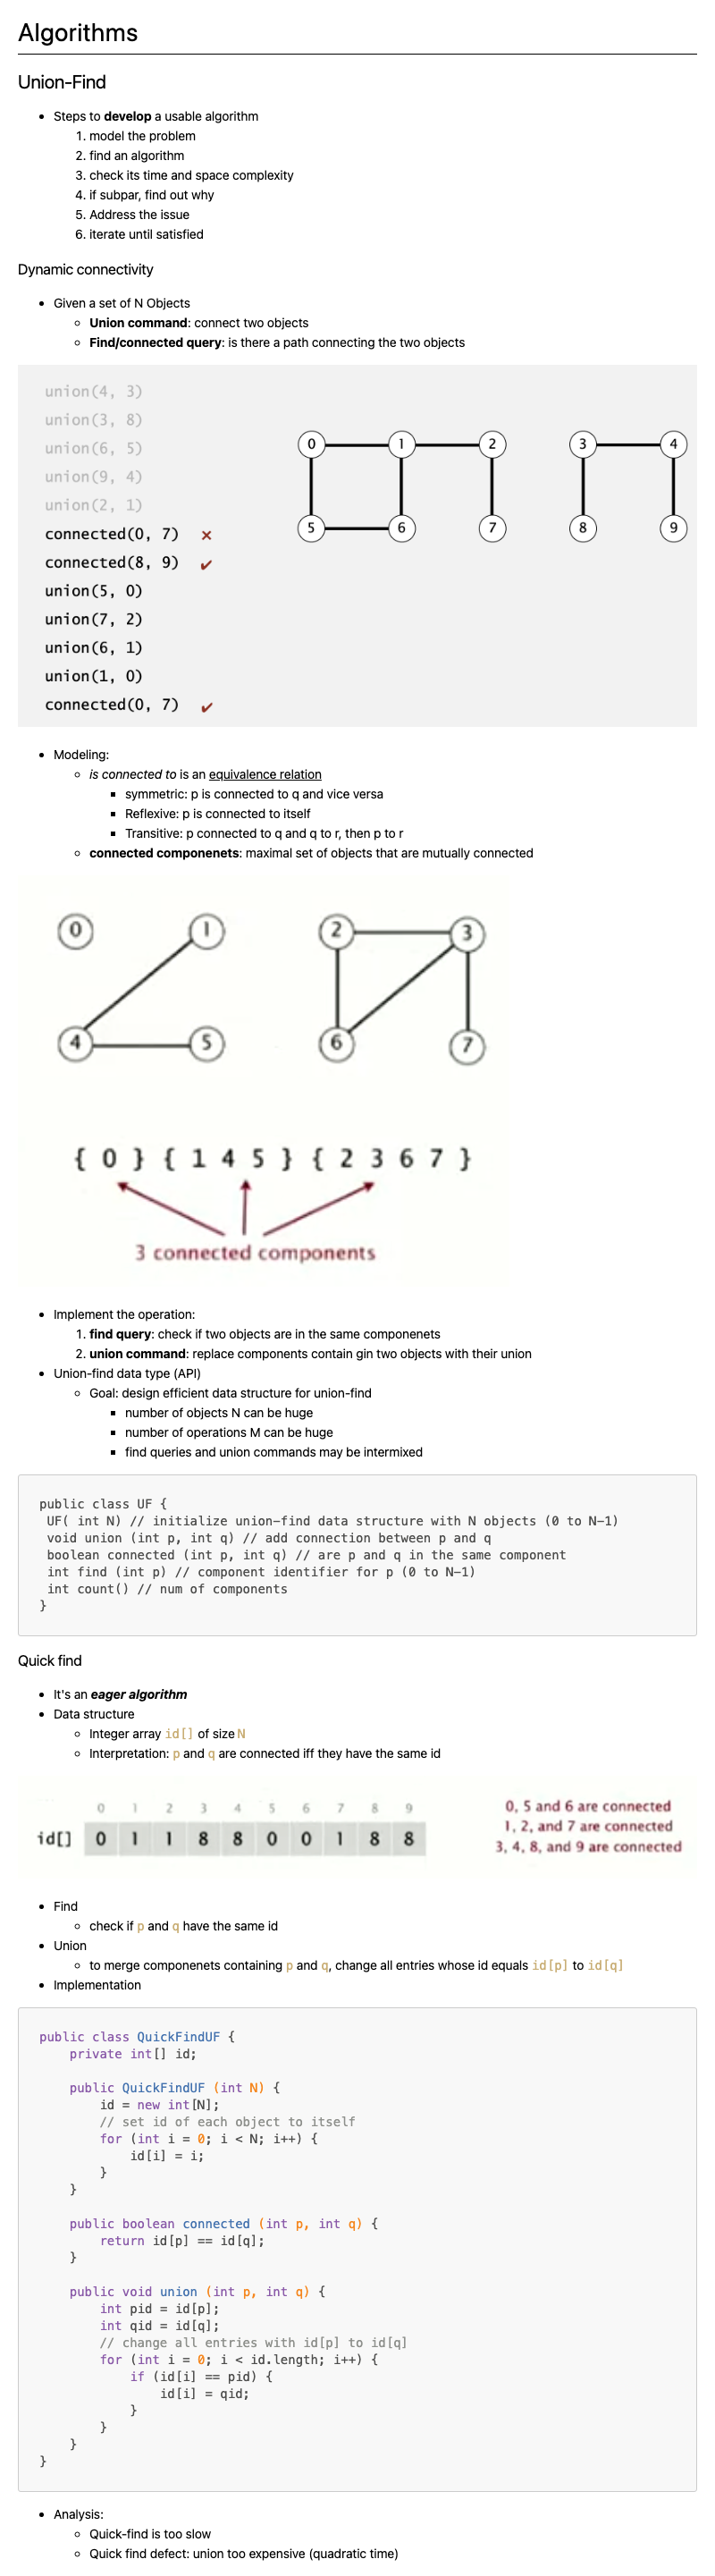 Algorithms
Union-Find
• Steps to develop a usable algorithm
1. model the problem
2. find an algorithm
3. check its time and space complexity
4. if subpar, find out why
5. Address the issue
6. iterate until satisfied
Dynamic connectivity
• Given a set of N Objects
◦ Union command: connect two objects
◦ Find/connected query: is there a path connecting the two objects
union(4, 3)
union(3, 8)
union(6, 5)
union(9, 4)
union(2, 1)
connected(0, 7) ×
connected(8, 9) ✔
union(5, 0)
union(7, 2)
union(6, 1)
union(1, 0)
connected(0, 7) ✔
0 1 2 3 4
5 6 7 8 9
• Modeling:
◦ is connected to is an equivalence relation
▪ symmetric: p is connected to q and vice versa
▪ Reflexive: p is connected to itself
▪ Transitive: p connected to q and q to r, then p to r
◦ connected componenets: maximal set of objects that are mutually connected
0 1 2 3
4 5 6 7
{ 0 } { 1 4 5 } { 2 3 6 7 }
3 connected components
• Implement the operation:
1. find query: check if two objects are in the same componenets
2. union command: replace components contain gin two objects with their union
• Union-find data type (API)
◦ Goal: design efficient data structure for union-find
▪ number of objects N can be huge
▪ number of operations M can be huge
▪ find queries and union commands may be intermixed
public class UF {
UF( int N) // initialize union-find data structure with N objects (0 to N-1)
void union (int p, int q) // add connection between p and q
boolean connected (int p, int q) // are p and q in the same component
int find (int p) // component identifier for p (0 to N-1)
int count() // num of components
}
Quick find
• It's an eager algorithm
• Data structure
◦ Integer array id[] of size N
◦ Interpretation: p and q are connected iff they have the same id
0 1 2 3 4 5 6 7 8 9
id[] 0 1 1 8 8 0 0 1 8 8
0, 5 and 6 are connected
1, 2, and 7 are connected
3, 4, 8, and 9 are connected
• Find
◦ check if p and q have the same id
• Union
◦ to merge componenets containing p and q, change all entries whose id equals id[p] to id[q]
• Implementation
public class QuickFindUF {
private int[] id;
public QuickFindUF (int N) {
id = new int[N];
// set id of each object to itself
for (int i = 0; i < N; i++) {
id[i] = i;
}
}
public boolean connected (int p, int q) {
return id[p] == id[q];
}
public void union (int p, int q) {
int pid = id[p];
int qid = id[q];
// change all entries with id[p] to id[q]
for (int i = 0; i < id.length; i++) {
if (id[i] == pid) {
id[i] = qid;
}
}
}
}
• Analysis:
◦ Quick-find is too slow
◦ Quick find defect: union too expensive (quadratic time)